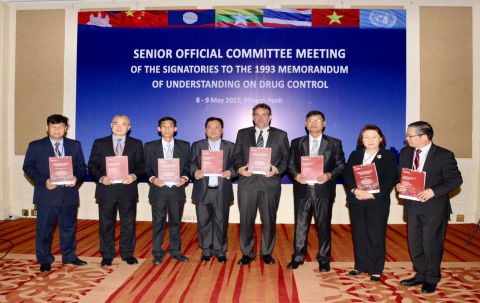 SENIOR OFFICIAL COMMITTEE MEETING
OF THE SIGNATORIES TO THE 1993 MEMORANDUM
OF UNDERSTANDING ON DRUG CONTROL
8 - 9 May 2017, Phnom Penh